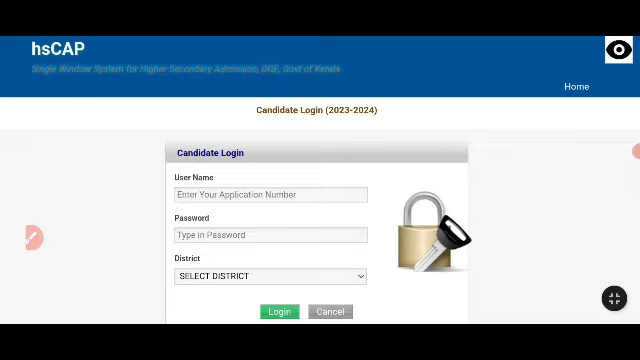 hsCAP
Single Window System for Higher Secondary Admission, DGE, Govt of Kerala
Home
Candidate Login (2023-2024)
Candidate Login
User Name
Enter Your Application Number
Password
Type in Password
District
SELECT DISTRICT
Login Cancel